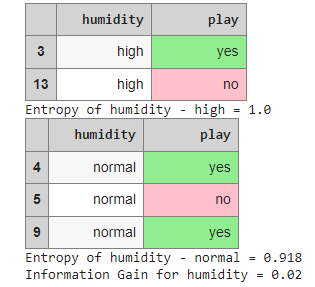 humidity play
3 high yes
13 high no
Entropy of humidity - high = 1.0
humidity play
4 normal yes
5 normal no
9 normal yes
Entropy of humidity - normal = 0.918
Information Gain for humidity = 0.02